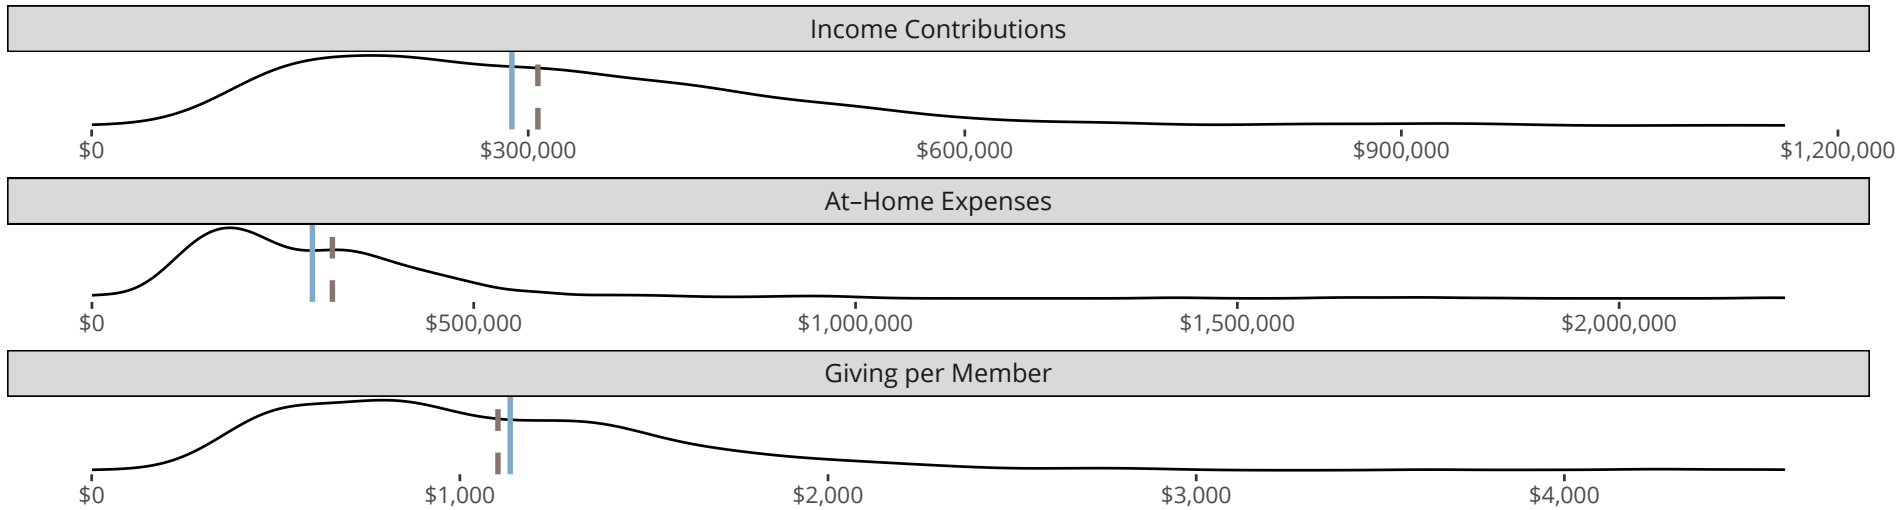 Income Contributions
$0 $300,000 $600,000 $900,000 $1,200,000
At–Home Expenses
$0 $500,000 $1,000,000 $1,500,000 $2,000,000
Giving per Member
$0 $1,000 $2,000 $3,000 $4,000